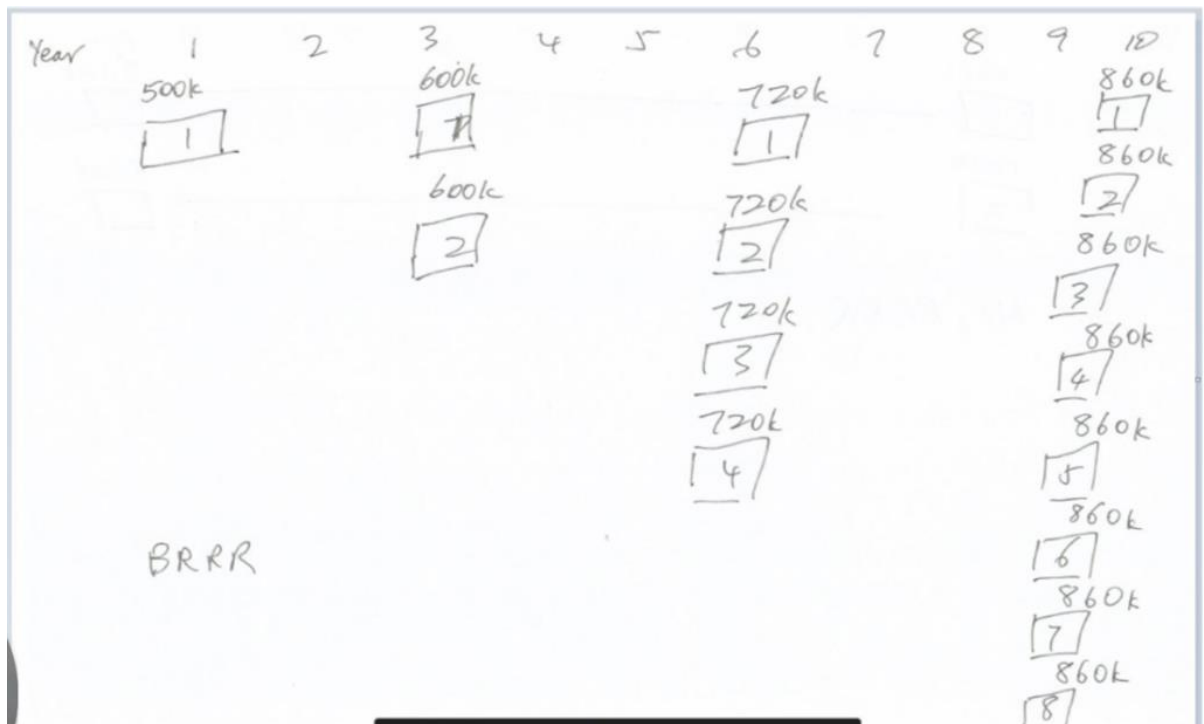 Year 1 2 3 4 5 6 7 8 9 10
500k 600k 720k 860k
1 1 1 1
600k 720k 860k
2 2 2
720k 860k
3 3
720k 860k
4 4
860k
5
860k
BRRR 6
860k
7
860k
8